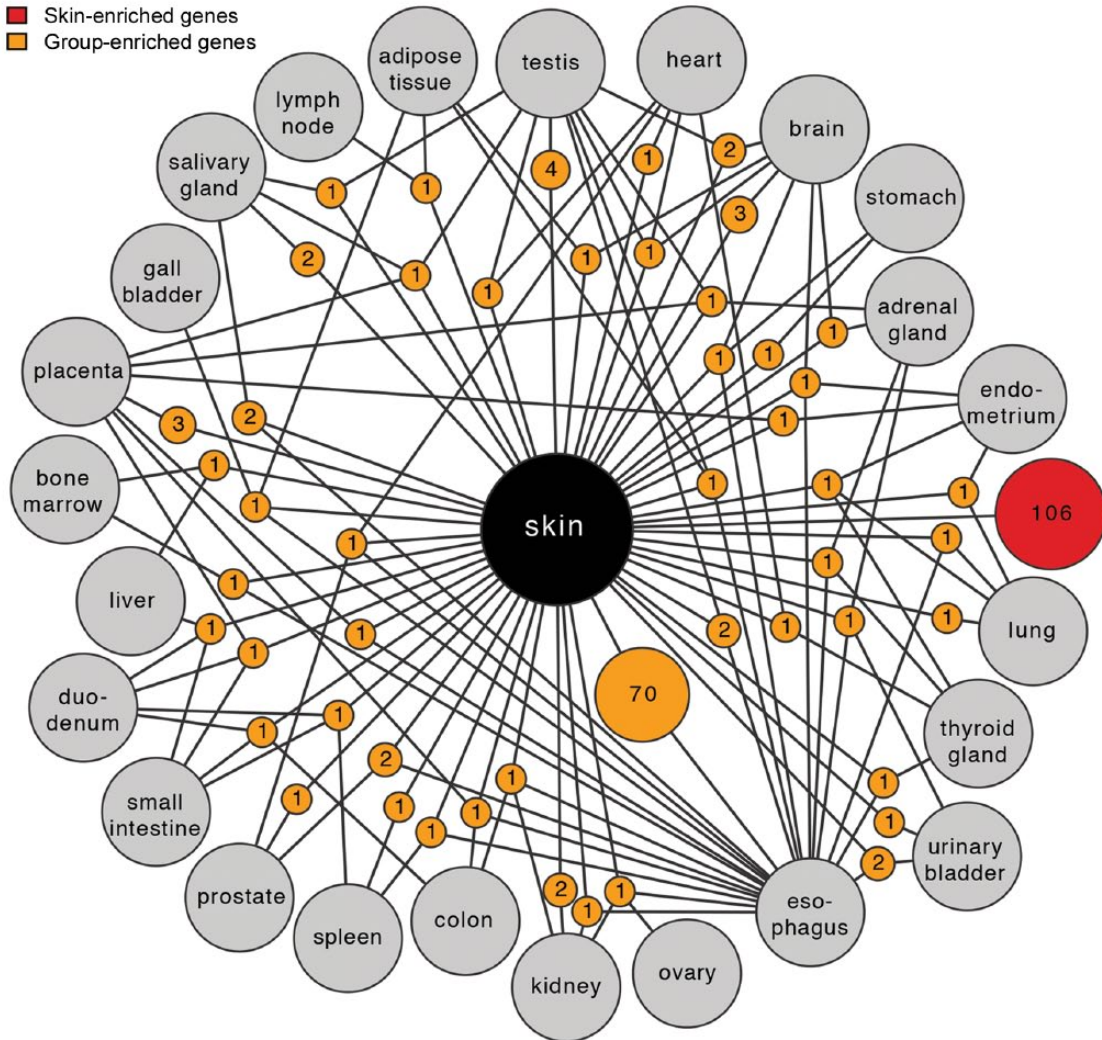 Skin-enriched genes
Group-enriched genes
adipose
tissue
testis
heart
lymph
node
brain
salivary
gland
stomach
gall
bladder
adrenal
gland
placenta
endo-
metrium
bone
marrow
skin
106
liver
lung
duo-
denum
70
thyroid
gland
small
intestine
urinary
bladder
prostate
spleen
colon
kidney
ovary
eso-
phagus
2
1
4
1
1
1
3
2
1
1
1
1
1
1
1
1
1
1
3
2
1
1
1
1
1
1
1
1
1
1
1
1
1
2
1
1
1
1
1
2
1
1
1
1
1
1
2
2
1
1